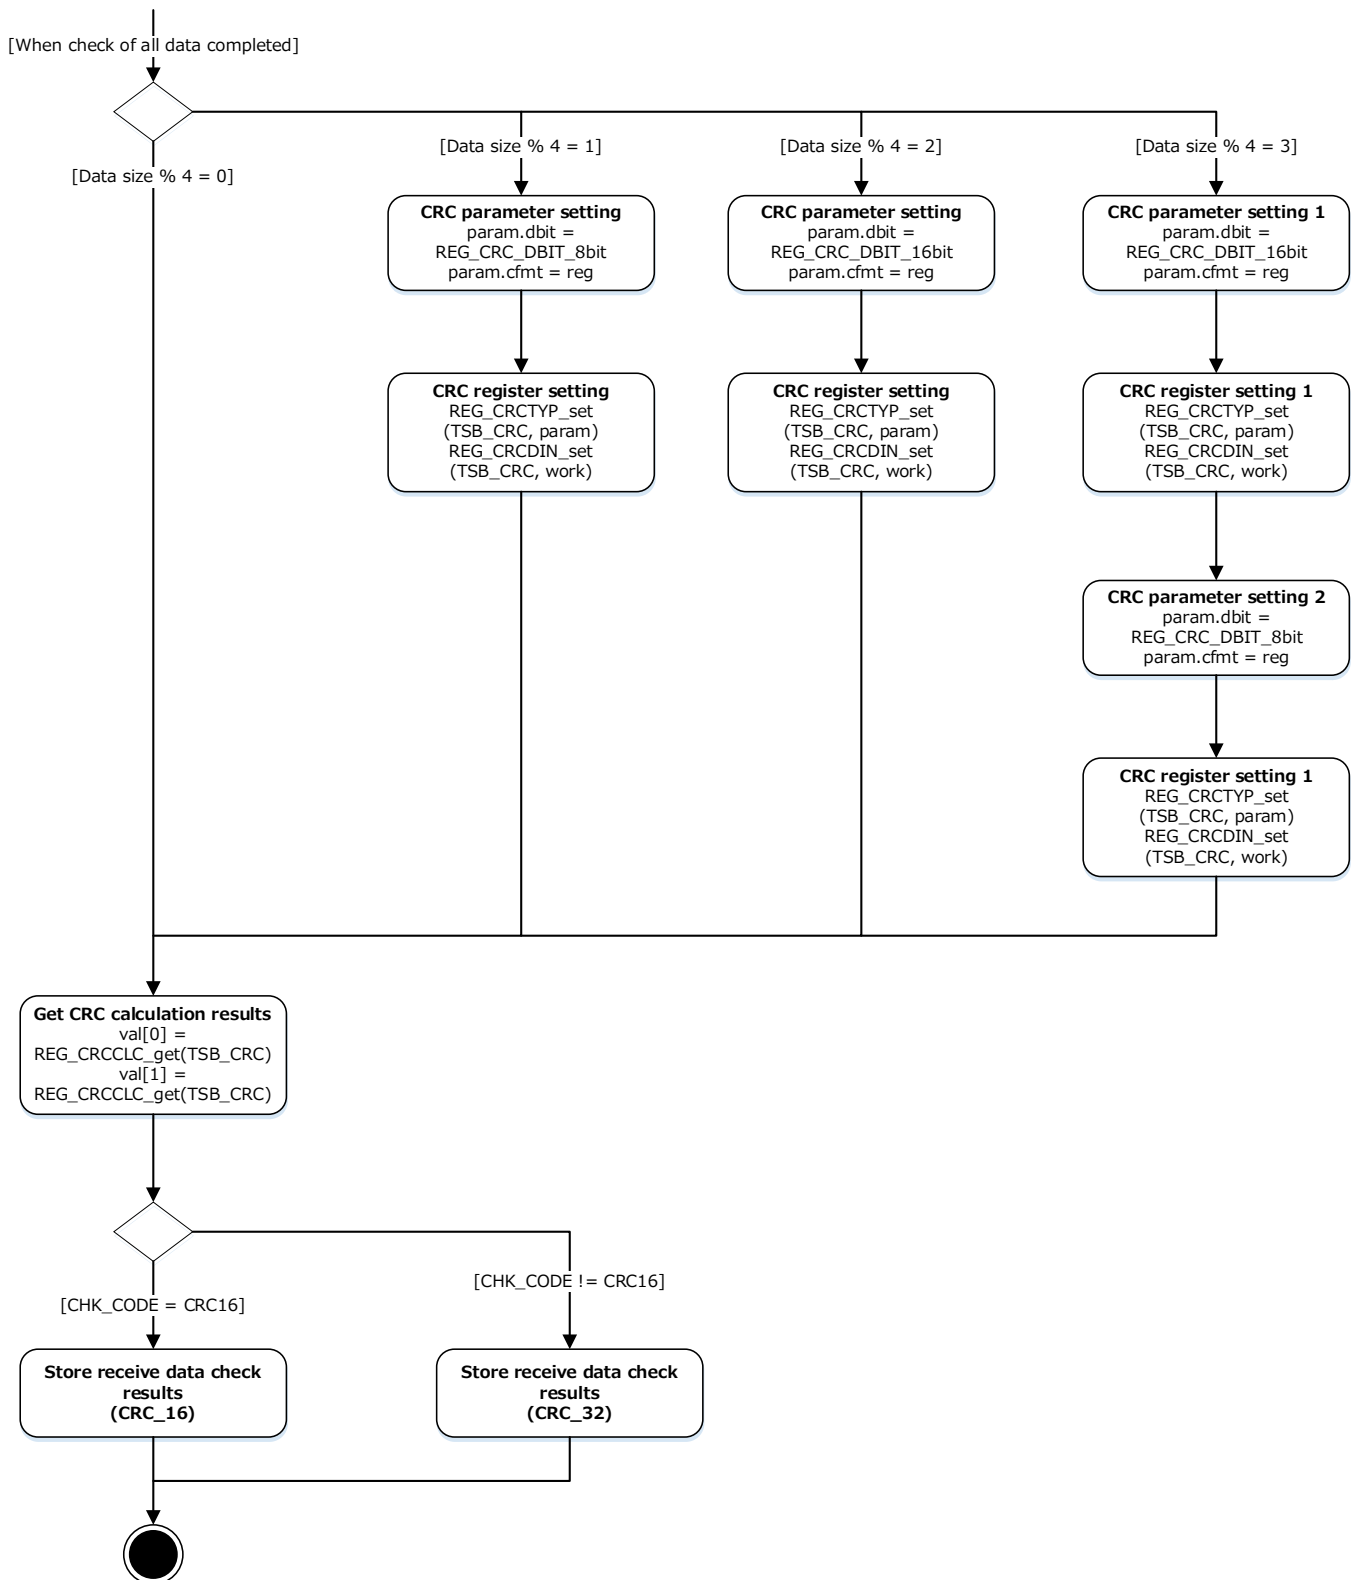 [When check of all data completed]
[Data size % 4 = 0]
[Data size % 4 = 1]
[Data size % 4 = 2]
[Data size % 4 = 3]
CRC parameter setting
param.dbit =
REG_CRC_DBIT_8bit
param.cfmt = reg
CRC parameter setting
param.dbit =
REG_CRC_DBIT_16bit
param.cfmt = reg
CRC parameter setting 1
param.dbit =
REG_CRC_DBIT_16bit
param.cfmt = reg
CRC register setting
REG_CRCTYP_set
(TSB_CRC, param)
REG_CRCDIN_set
(TSB_CRC, work)
CRC register setting
REG_CRCTYP_set
(TSB_CRC, param)
REG_CRCDIN_set
(TSB_CRC, work)
CRC register setting 1
REG_CRCTYP_set
(TSB_CRC, param)
REG_CRCDIN_set
(TSB_CRC, work)
CRC parameter setting 2
param.dbit =
REG_CRC_DBIT_8bit
param.cfmt = reg
CRC register setting 1
REG_CRCTYP_set
(TSB_CRC, param)
REG_CRCDIN_set
(TSB_CRC, work)
Get CRC calculation results
val[0] =
REG_CRCCLC_get(TSB_CRC)
val[1] =
REG_CRCCLC_get(TSB_CRC)
[CHK_CODE = CRC16]
[CHK_CODE != CRC16]
Store receive data check
results
(CRC_16)
Store receive data check
results
(CRC_32)